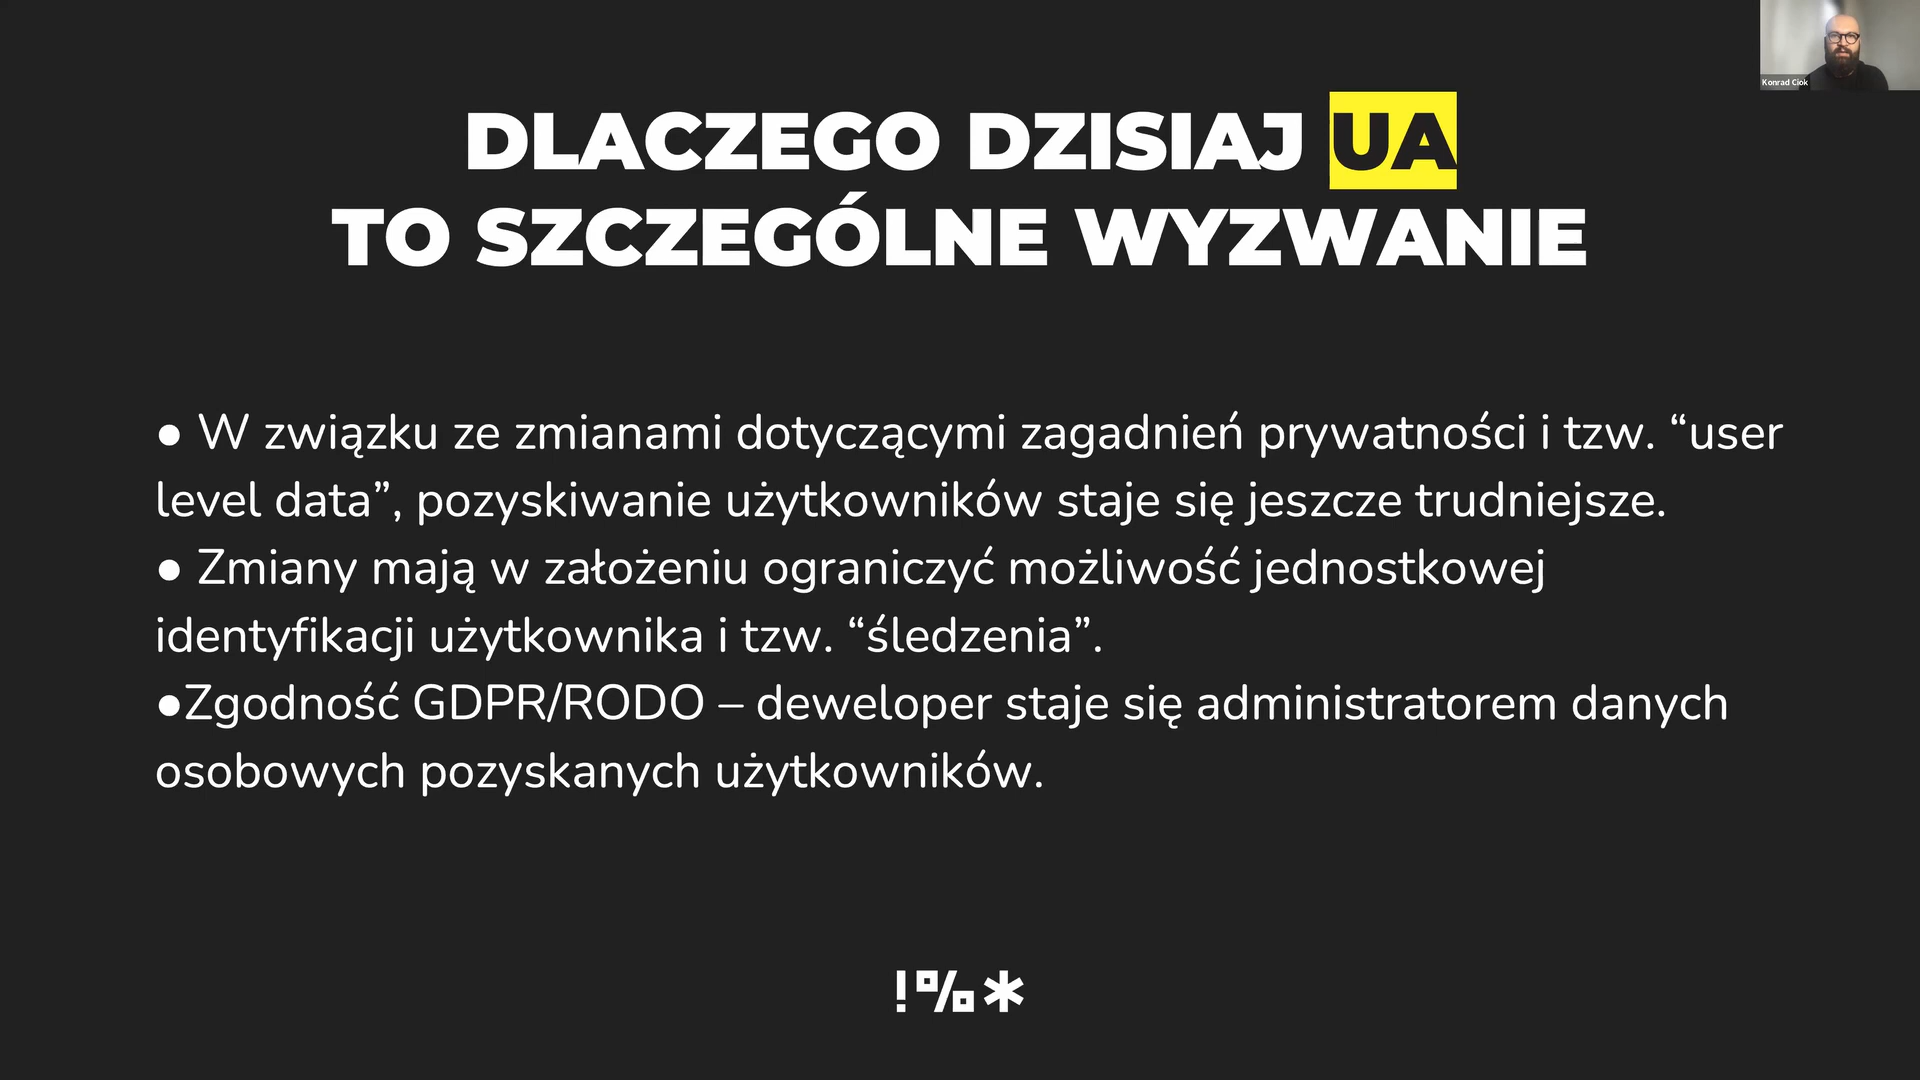 Konrad Ciok
DLACZEGO DZISIAJ UA
TO SZCZEGÓLNE WYZWANIE
● W związku ze zmianami dotyczącymi zagadnień prywatności i tzw. “user
level data”, pozyskiwanie użytkowników staje się jeszcze trudniejsze.
● Zmiany mają w założeniu ograniczyć możliwość jednostkowej
identyfikacji użytkownika i tzw. “śledzenia”.
●Zgodność GDPR/RODO – deweloper staje się administratorem danych
osobowych pozyskanych użytkowników.
!%*